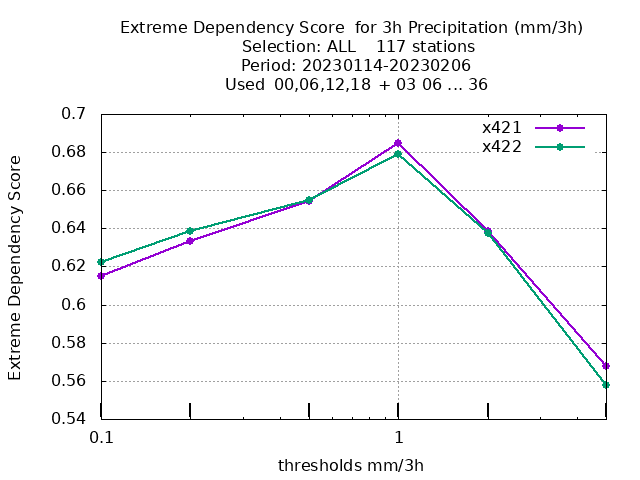 Extreme Dependency Score for 3h Precipitation (mm/3h)
Selection: ALL 117 stations
Period: 20230114-20230206
Used 00,06,12,18 + 03 06 ... 36
0.7
0.68
0.66
0.64
0.62
0.6
0.58
0.56
0.54
Extreme Dependency Score
x421
x422
0.1
1
thresholds mm/3h